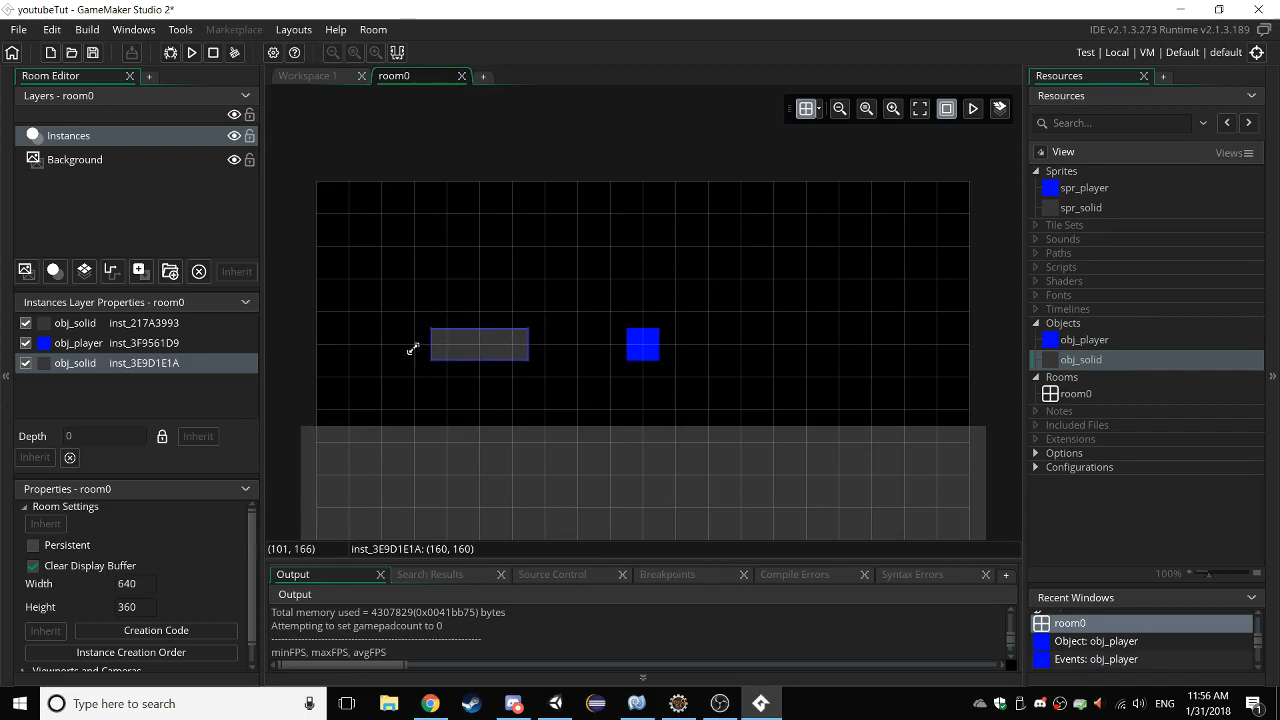 youtubeTut - GameMaker Studio 2*
File Edit Build Windows Tools Marketplace Layouts Help Room
IDE v2.1.3.273 Runtime v2.1.3.189
Test | Local | VM | Default | default
Room Editor
Workspace 1
room0
Resources
Layers - room0
Resources
Search...
Instances
View
Views
Background
Sprites
spr_player
spr_solid
Tile Sets
Sounds
Paths
Scripts
Inherit
Shaders
Fonts
Instances Layer Properties - room0
Timelines
obj_solid inst_217A3993
Objects
obj_player inst_3F9561D9
obj_player
obj_solid inst_3E9D1E1A
obj_solid
Rooms
room0
Notes
Included Files
Depth 0 Inherit
Extensions
Inherit
Options
Configurations
Properties - room0
Room Settings
Inherit
Persistent
(101, 166) inst_3E9D1E1A: (160, 160)
Clear Display Buffer
Output Search Results Source Control Breakpoints Compile Errors Syntax Errors
100%
Width 640
Output
Recent Windows
Height 360
Total memory used = 4307829(0x0041bb75) bytes
room0
Attempting to set gamepadcount to 0
Inherit Creation Code
----------------------------------------------
Object: obj_player
Instance Creation Order
minFPS, maxFPS, avgFPS
Events: obj_player
Viewports and Cameras
Type here to search
ENG
11:56 AM
1/31/2018